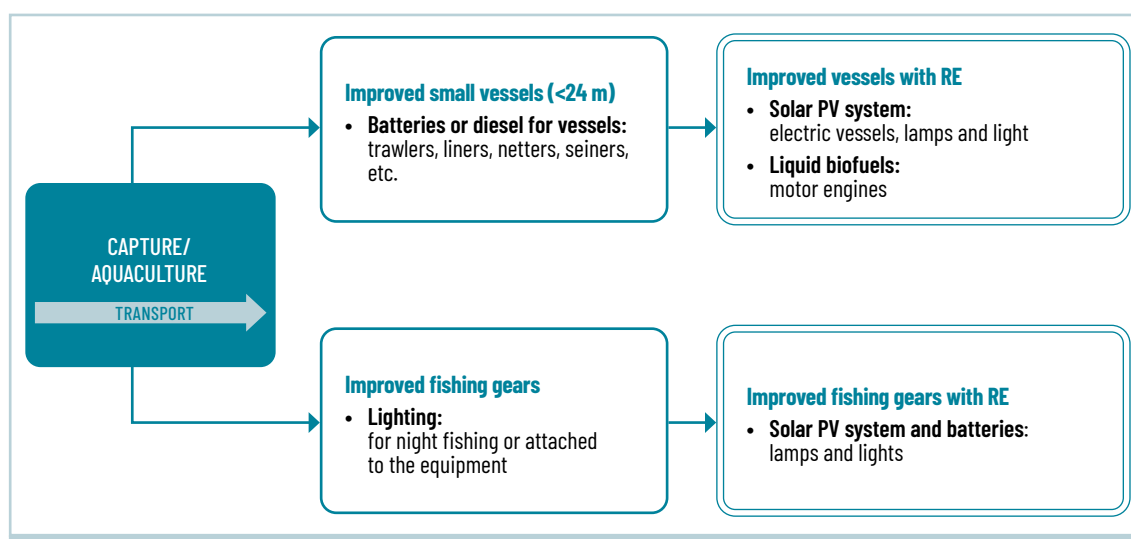 CAPTURE/
AQUACULTURE
TRANSPORT
Improved small vessels (<24 m)
• Batteries or diesel for vessels:
trawlers, liners, netters, seiners,
etc.
Improved vessels with RE
• Solar PV system:
electric vessels, lamps and light
• Liquid biofuels:
motor engines
Improved fishing gears
• Lighting:
for night fishing or attached
to the equipment
Improved fishing gears with RE
• Solar PV system and batteries:
lamps and lights